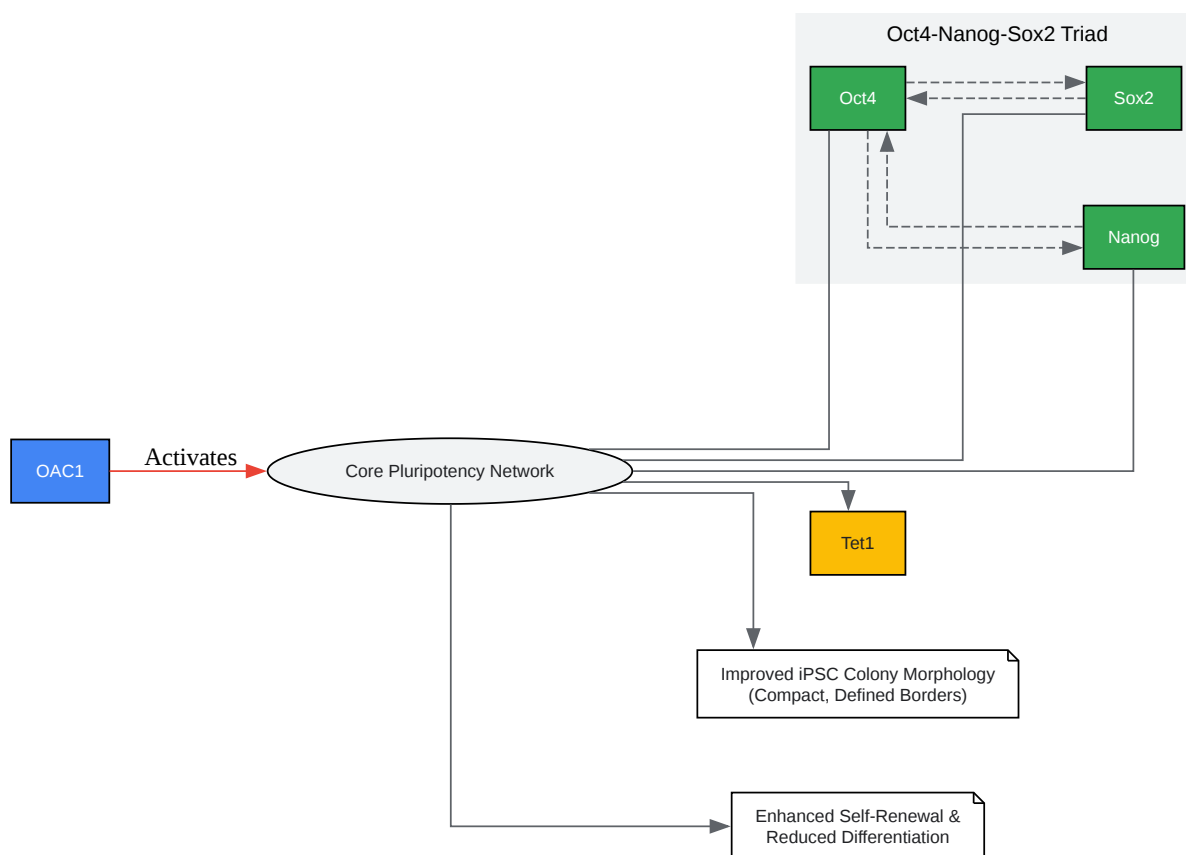 Oct4-Nanog-Sox2 Triad
Oct4
Sox2
Nanog
OAC1
Activates
Core Pluripotency Network
Tet1
Improved iPSC Colony Morphology
(Compact, Defined Borders)
Enhanced Self-Renewal &
Reduced Differentiation